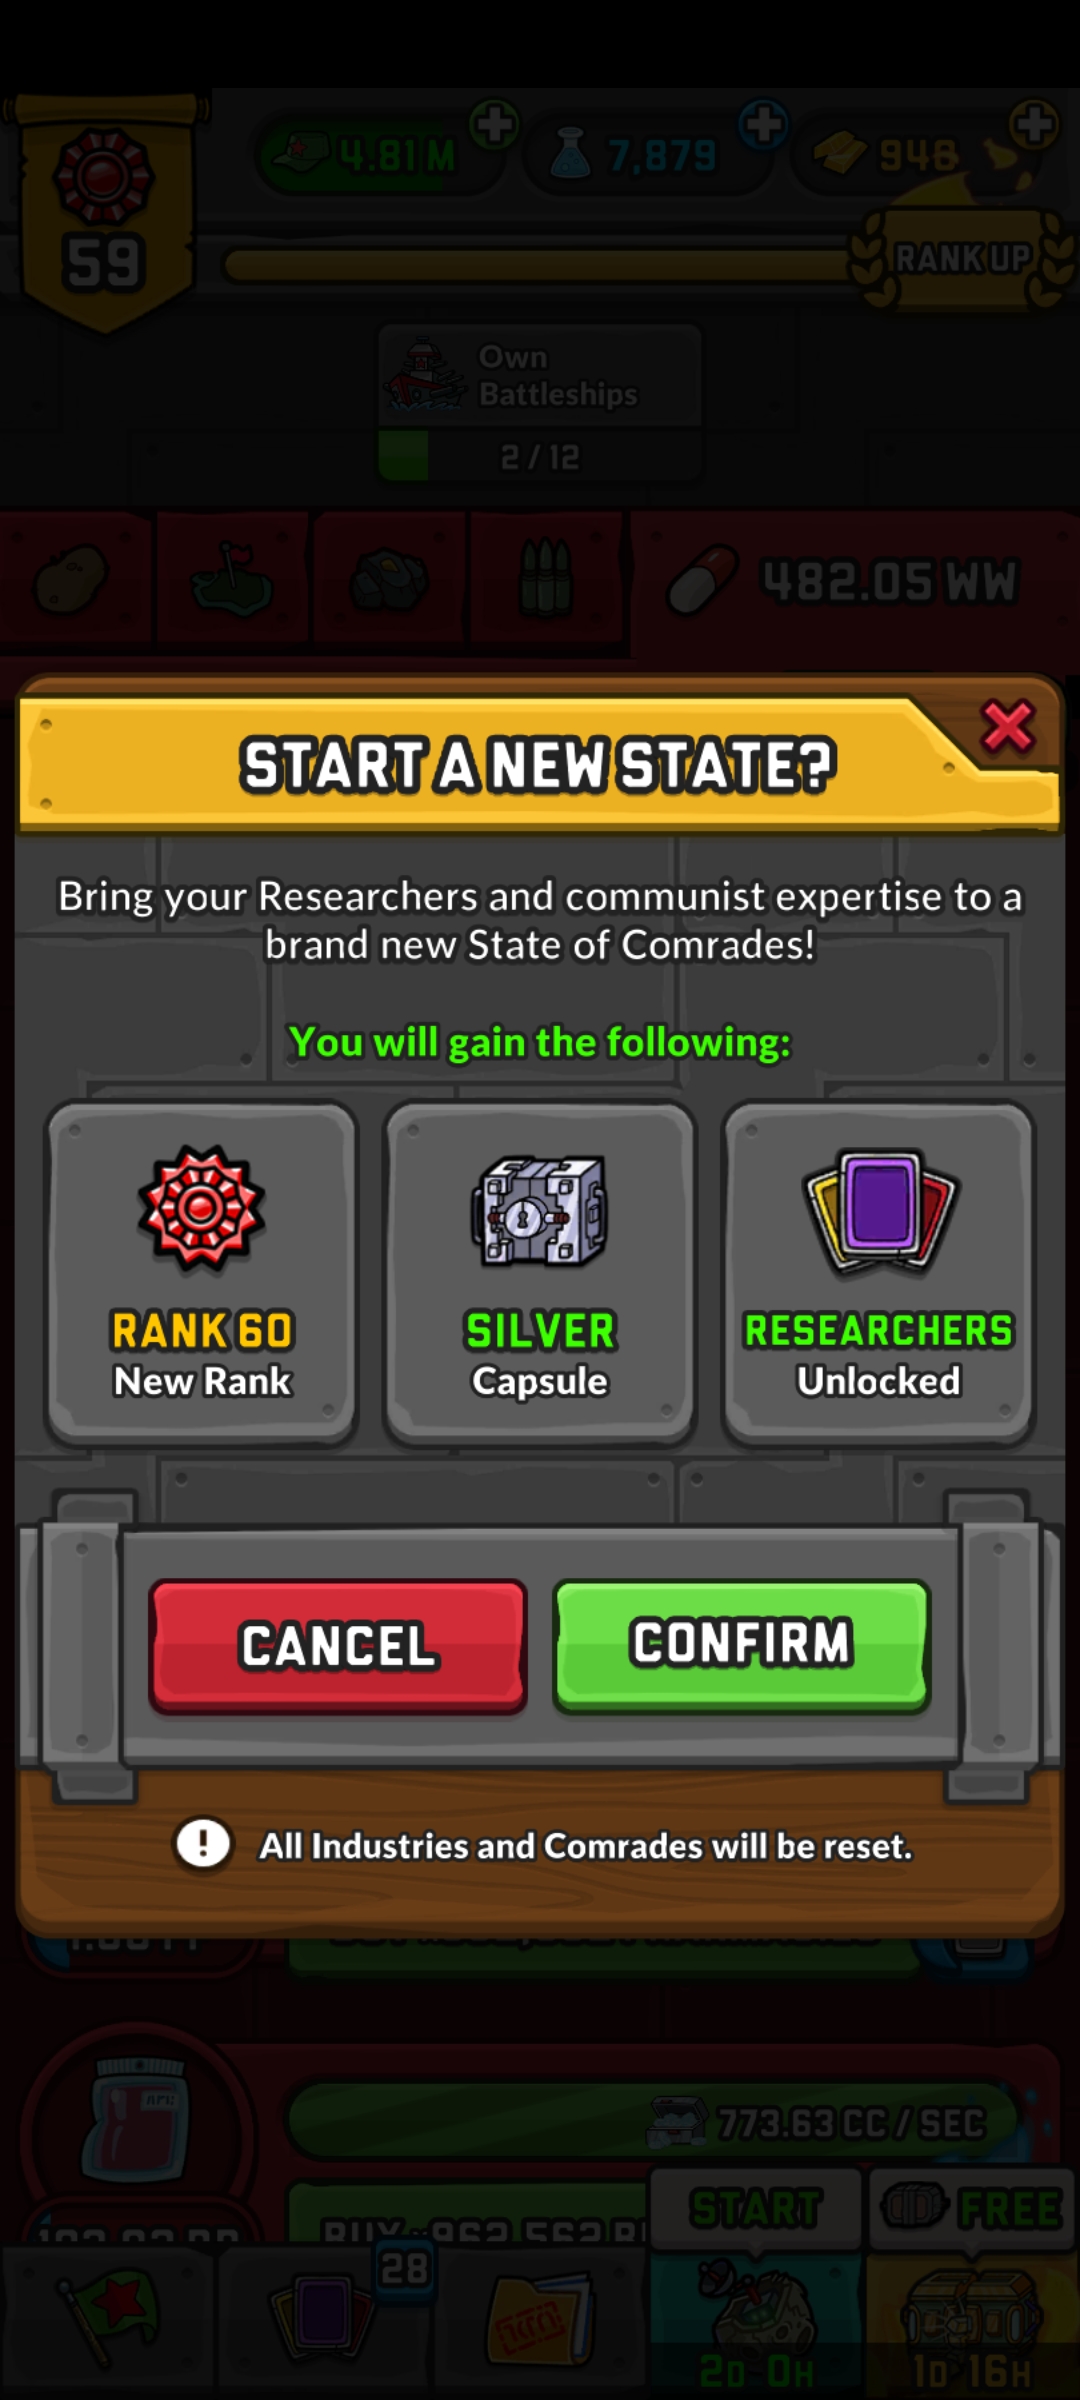 4.81 M
7,879
948
59
RANK UP
Own
Battleships
2 / 12
482.05 WW
START A NEW STATE?
Bring your Researchers and communist expertise to a
brand new State of Comrades!
You will gain the following:
RANK 60
New Rank
SILVER
Capsule
RESEARCHERS
Unlocked
CANCEL
CONFIRM
! All Industries and Comrades will be reset.
773.63 CC / SEC
START
FREE
28
2D 0H
1D 16H